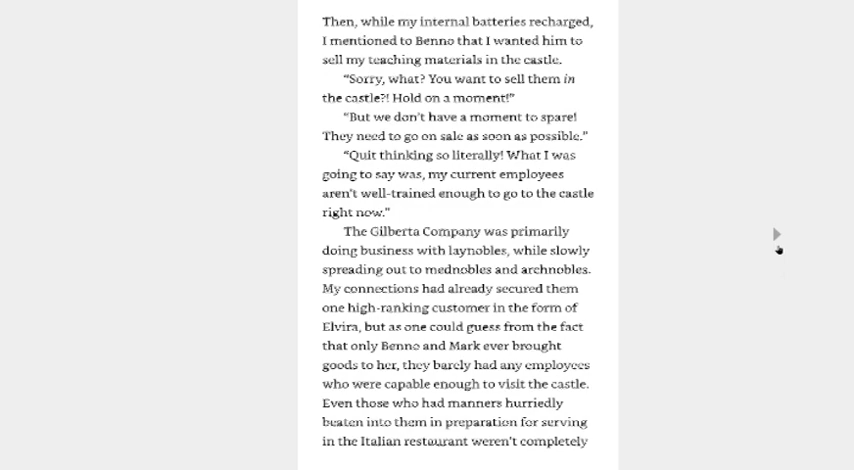 Then, while my internal batteries recharged,
I mentioned to Benno that I wanted him to
sell my teaching materials in the castle.
“Sorry, what? You want to sell them in
the castle?! Hold on a moment!”
“But we don’t have a moment to spare!
They need to go on sale as soon as possible.”
“Quit thinking so literally! What I was
going to say was, my current employees
aren’t well-trained enough to go to the castle
right now.”
The Gilberta Company was primarily
doing business with laynobles, while slowly
spreading out to mednobles and archnobles.
My connections had already secured them
one high-ranking customer in the form of
Elvira, but as one could guess from the fact
that only Benno and Mark ever brought
goods to her, they barely had any employees
who were capable enough to visit the castle.
Even those who had manners hurriedly
beaten into them in preparation for serving
in the Italian restaurant weren’t completely